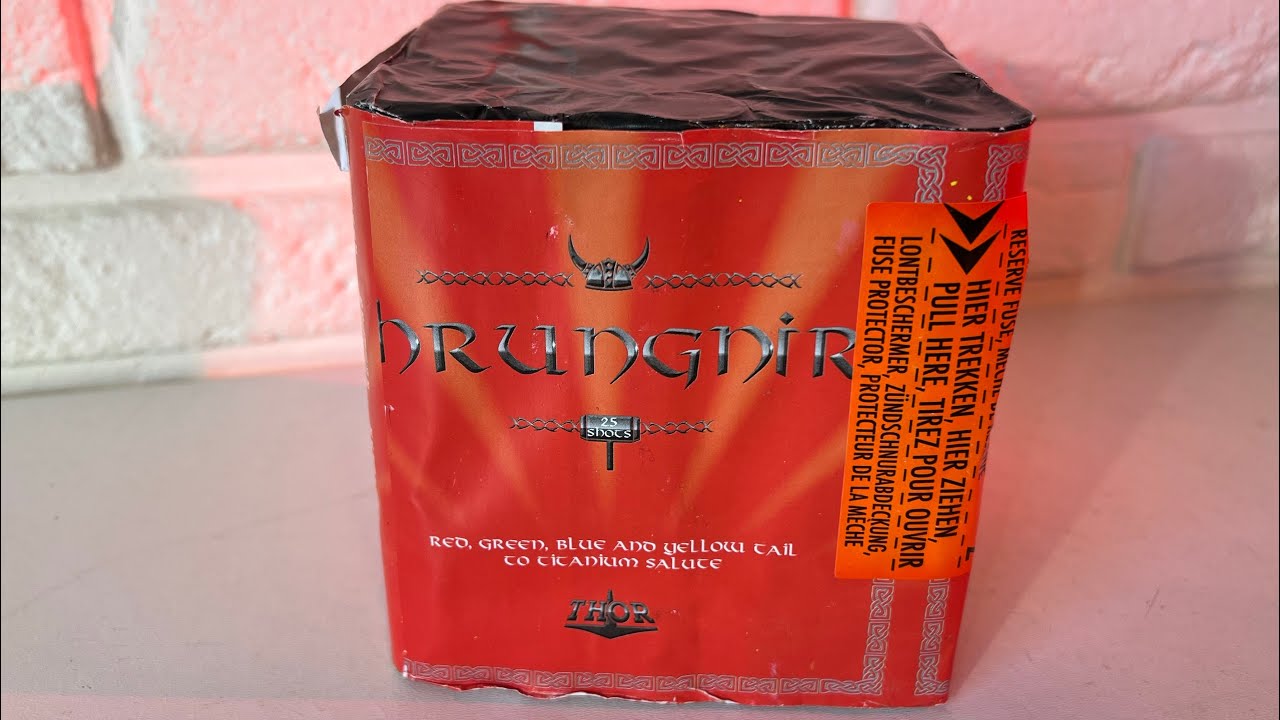 hRUNGNIR
25
SHOTS
RED, GREEN, BLUE AND YELLOW TAIL
TO TITANIUM SALUTE
THOR
RESERVE FUSE,
HIER TREKKEN, HIER ZIEHEN,
PULL HERE, TIREZ POUR OUVRIR
LONTBESCHERMER, ZÜNDSCHNURABDECKUNG,
FUSE PROTECTOR, PROTECTEUR DE LA MECHE